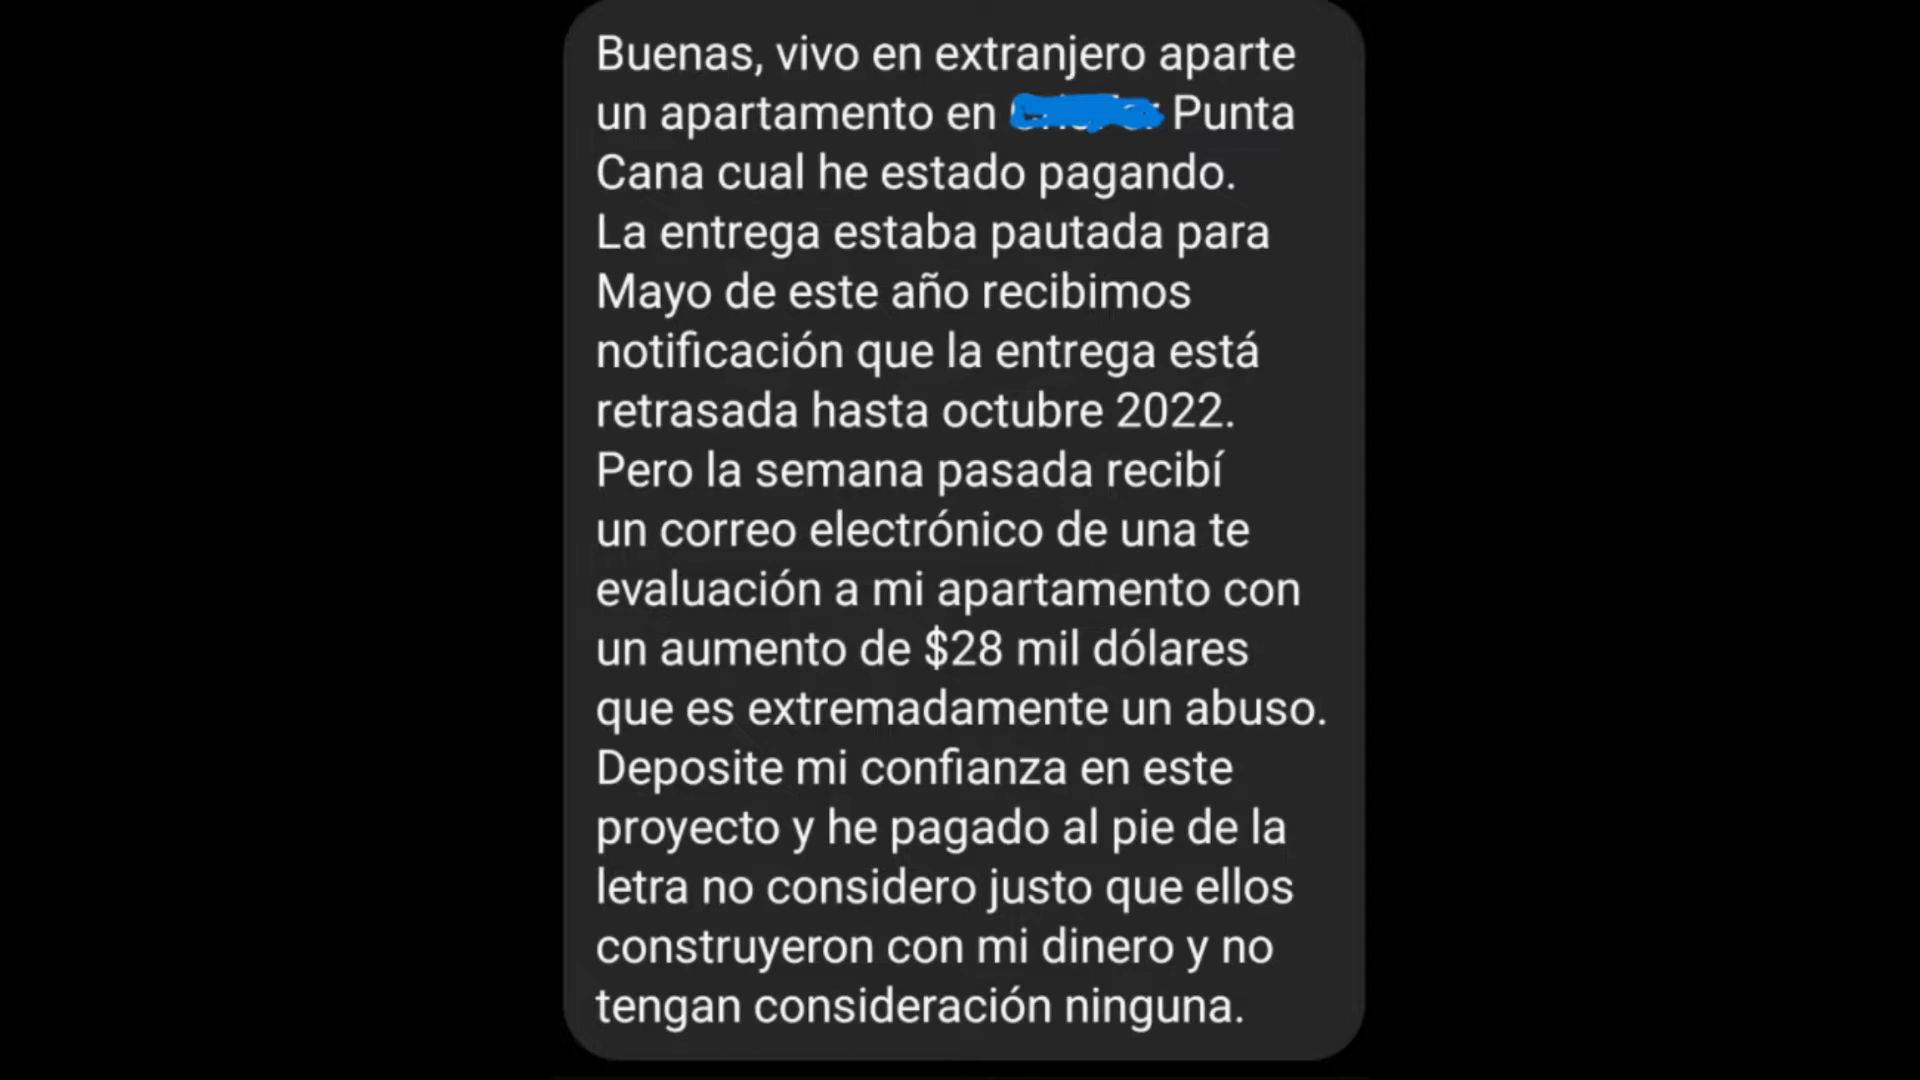 Buenas, vivo en extranjero aparte
un apartamento en Punta
Cana cual he estado pagando.
La entrega estaba pautada para
Mayo de este año recibimos
notificación que la entrega está
retrasada hasta octubre 2022.
Pero la semana pasada recibí
un correo electrónico de una te
evaluación a mi apartamento con
un aumento de $28 mil dólares
que es extremadamente un abuso.
Deposite mi confianza en este
proyecto y he pagado al pie de la
letra no considero justo que ellos
construyeron con mi dinero y no
tengan consideración ninguna.